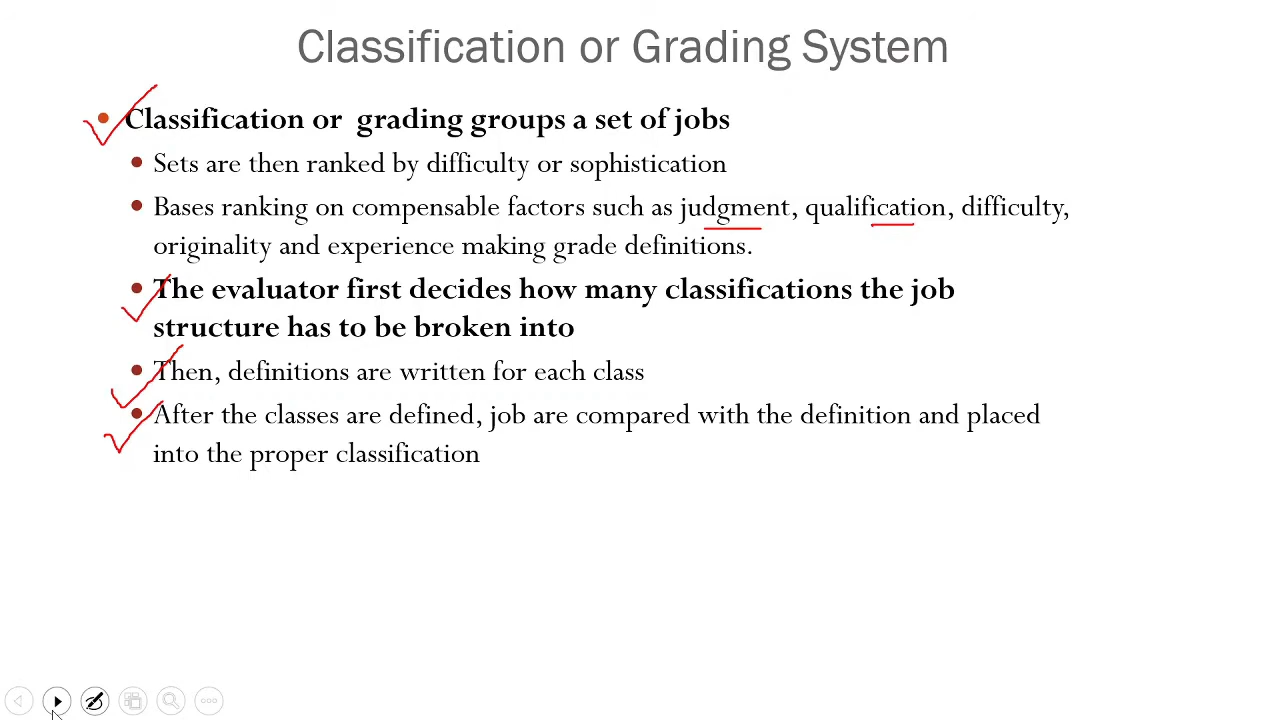 Classification or Grading System
• Classification or grading groups a set of jobs
• Sets are then ranked by difficulty or sophistication
• Bases ranking on compensable factors such as judgment, qualification, difficulty,
originality and experience making grade definitions.
• The evaluator first decides how many classifications the job
structure has to be broken into
• Then, definitions are written for each class
• After the classes are defined, job are compared with the definition and placed
into the proper classification